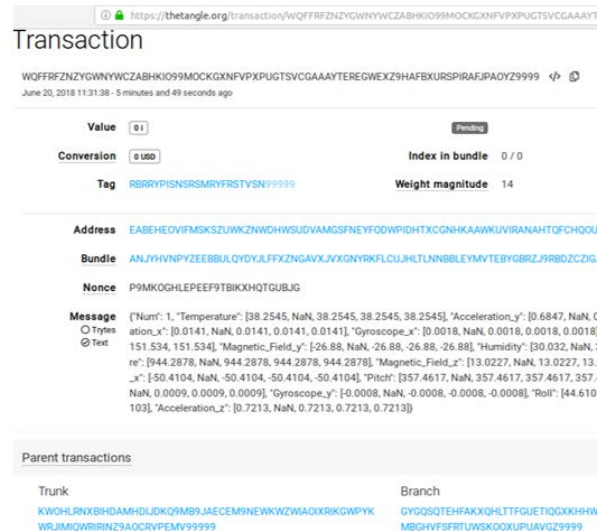 https://thetangle.org/transaction/WQFFRFZNZYGWNYWCZABHKIO99MOCKGXNFVPXPUGTSVCGAAAYT
Transaction
WQFFRFZNZYGWNYWCZABHKIO99MOCKGXNFVPXPUGTSVCGAAAYTEREGWEXZ9HAFBXURSPIRAFJPAOYZ9999 </>
June 20, 2018 11:31:38 - 5 minutes and 49 seconds ago
Value 0 i Pending
Conversion 0 USD Index in bundle 0 / 0
Tag RBRRYPISNSRSMRYFRSTVSN99999 Weight magnitude 14
Address EABEHEOVIFMSKSZUWKZNWDHWSUDVAMGSFNEYFODWPIDHTXCGNHKAAWKUVIRANAHTQFCHQOU
Bundle ANJYHVNPYZEEBBULQYDYJLFFXZNGAVXJVXGNYRKFLCUJHLTLNNBBLEYMVTEBYGBRZJ9RBDZCZIG
Nonce P9MKOGHLEPEEF9TBIKXHQTGUBJG
Message {"Num": 1, "Temperature": [38.2545, NaN, 38.2545, 38.2545, 38.2545], "Acceleration_y": [0.6847, NaN, 0
Trytes ation_x": [0.0141, NaN, 0.0141, 0.0141, 0.0141], "Gyroscope_x": [0.0018, NaN, 0.0018, 0.0018, 0.0018]
Text 151.534, 151.534], "Magnetic_Field_y": [-26.88, NaN, -26.88, -26.88, -26.88], "Humidity": [30.032, NaN,
re": [944.2878, NaN, 944.2878, 944.2878, 944.2878], "Magnetic_Field_z": [13.0227, NaN, 13.0227, 13.
_x": [-50.4104, NaN, -50.4104, -50.4104, -50.4104], "Pitch": [357.4617, NaN, 357.4617, 357.4617, 357.
NaN, 0.0009, 0.0009, 0.0009], "Gyroscope_y": [-0.0008, NaN, -0.0008, -0.0008, -0.0008], "Roll": [44.610
103], "Acceleration_z": [0.7213, NaN, 0.7213, 0.7213, 0.7213]}
Parent transactions
Trunk Branch
KWOHLRNXBIHDAMHDIJDKQ9MB9JAECEM9NEWKWZWIAOIXRIKGWPYK GYGQSQTEHFAKXQHLTTFGUETIQGXKHHW
WRJIMIQWRIRINZ9AOCRVPEMV99999 MBGHVFSFRTUWSKOOXUPUAVGZ9999